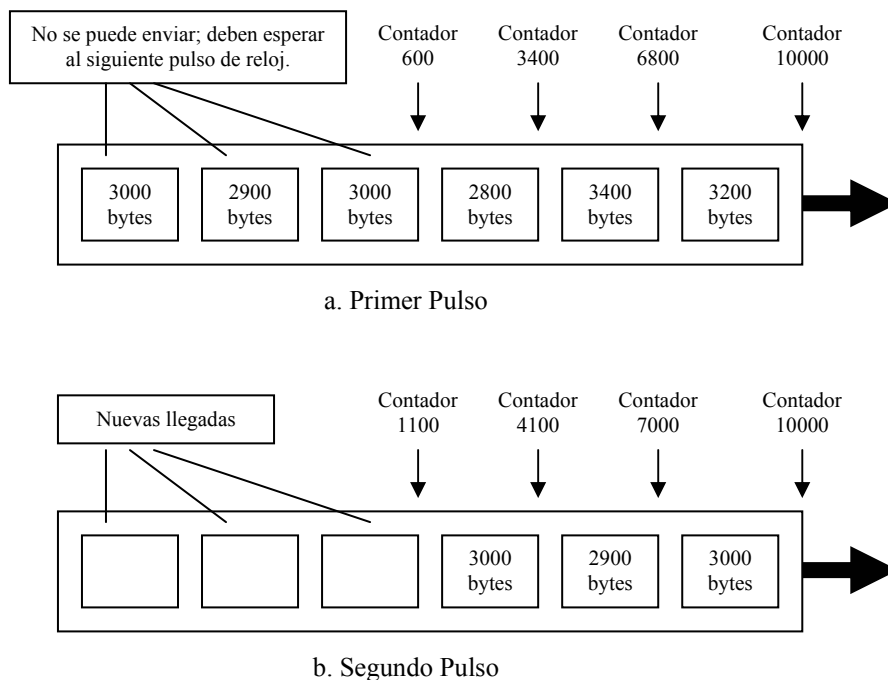 No se puede enviar; deben esperar
al siguiente pulso de reloj.
Contador
600
Contador
3400
Contador
6800
Contador
10000
3000
bytes
2900
bytes
3000
bytes
2800
bytes
3400
bytes
3200
bytes
a. Primer Pulso
Nuevas llegadas
Contador
1100
Contador
4100
Contador
7000
Contador
10000
3000
bytes
2900
bytes
3000
bytes
b. Segundo Pulso